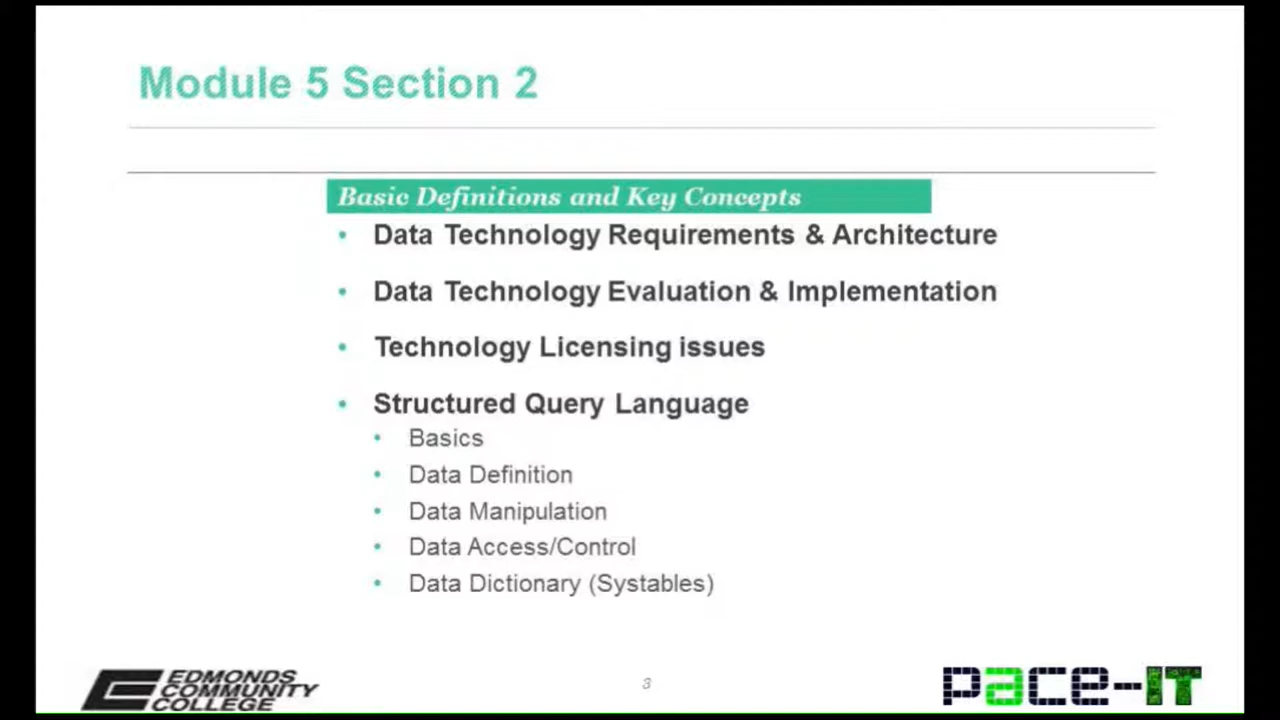 Module 5 Section 2
Basic Definitions and Key Concepts
• Data Technology Requirements & Architecture
• Data Technology Evaluation & Implementation
• Technology Licensing issues
• Structured Query Language
• Basics
• Data Definition
• Data Manipulation
• Data Access/Control
• Data Dictionary (Systables)
EDMONDS
COMMUNITY
COLLEGE
3
pace-IT